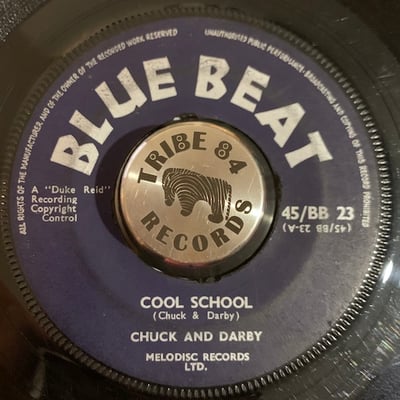 ALL RIGHTS OF THE MANUFACTURER AND OF THE OWNER OF THE RECORDED WORK RESERVED
UNAUTHORISED PUBLIC PERFORMANCE, BROADCASTING AND COPYING OF THIS RECORD PROHIBITED
BLUE BEAT
TRIBE 84
RECORDS
A "Duke Reid"
Recording
Copyright
Control
45/BB 23
(45/BB 23-A)
COOL SCHOOL
(Chuck & Darby)
CHUCK AND DARBY
MELODISC RECORDS
LTD.